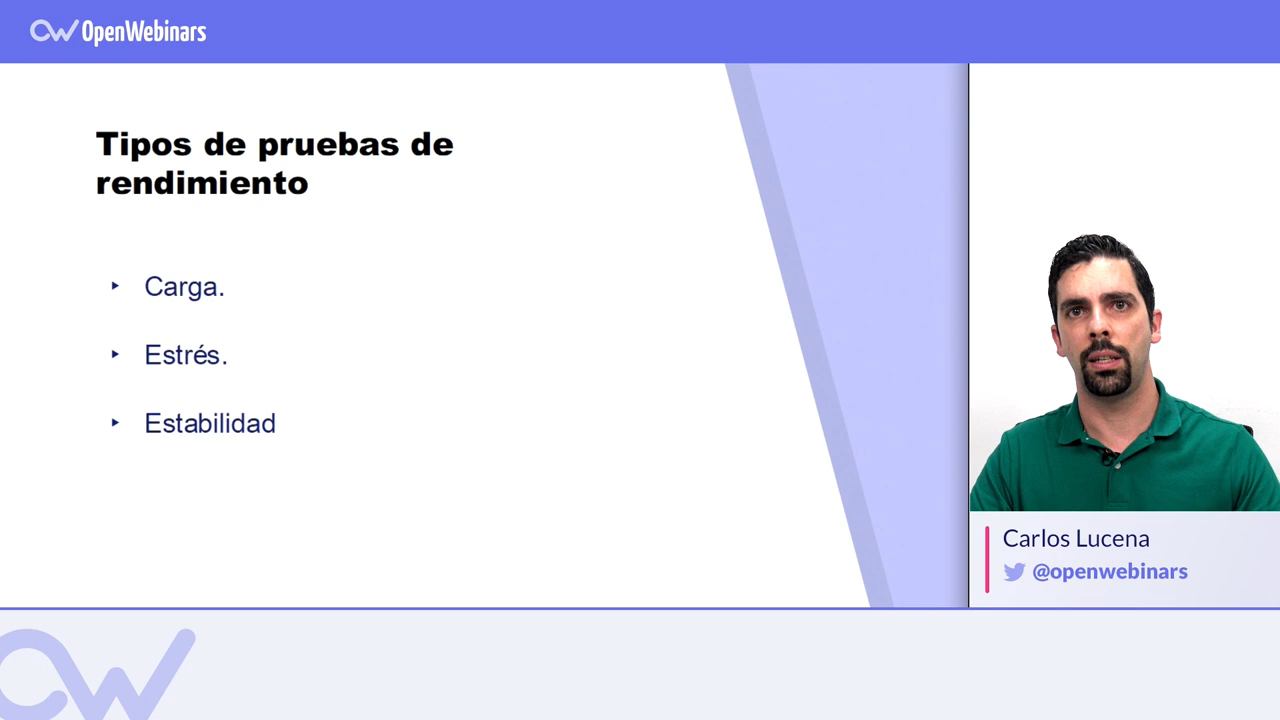 OpenWebinars
Tipos de pruebas de
rendimiento
‣ Carga.
‣ Estrés.
‣ Estabilidad
Carlos Lucena
@openwebinars